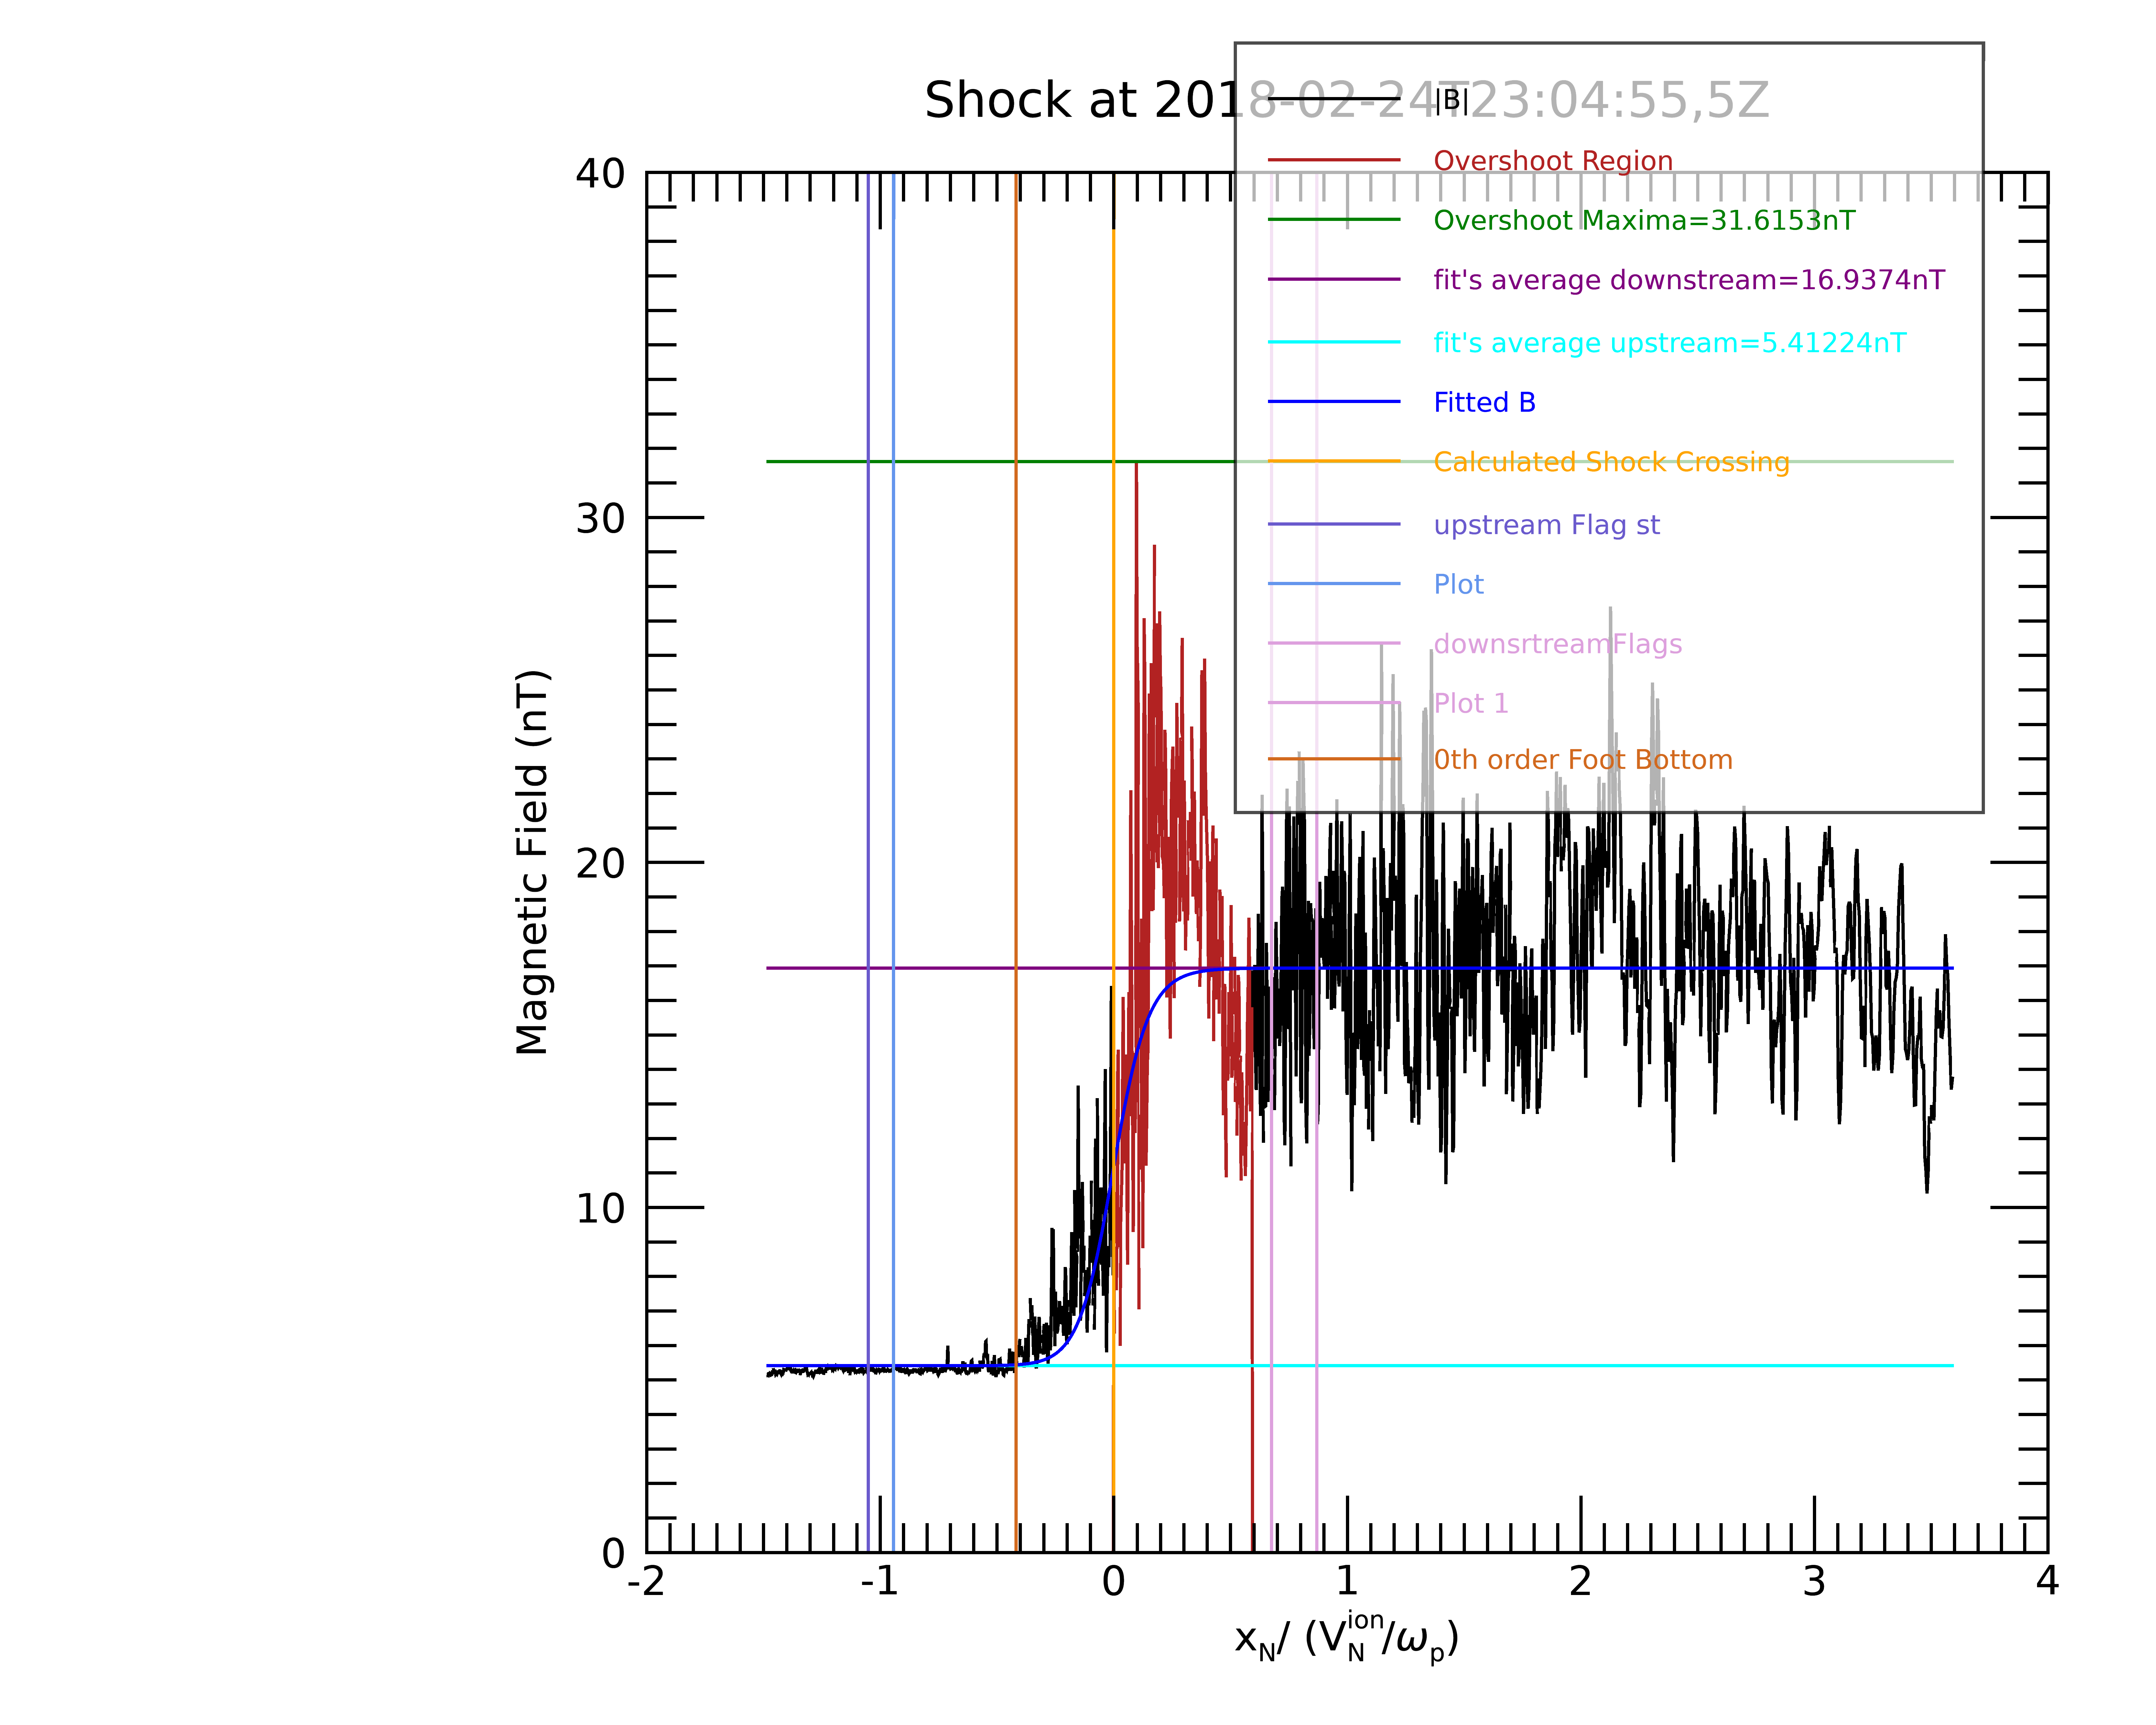 Shock at 2018-02-24T23:04:55,5Z
|B|
Overshoot Region
Overshoot Maxima=31.6153nT
fit's average downstream=16.9374nT
fit's average upstream=5.41224nT
Fitted B
Calculated Shock Crossing
upstream Flag st
Plot
downsrtreamFlags
Plot 1
0th order Foot Bottom
40
30
20
10
0
Magnetic Field (nT)
-2 -1 0 1 2 3 4
x_N/ (V_N^ion/ω_p)